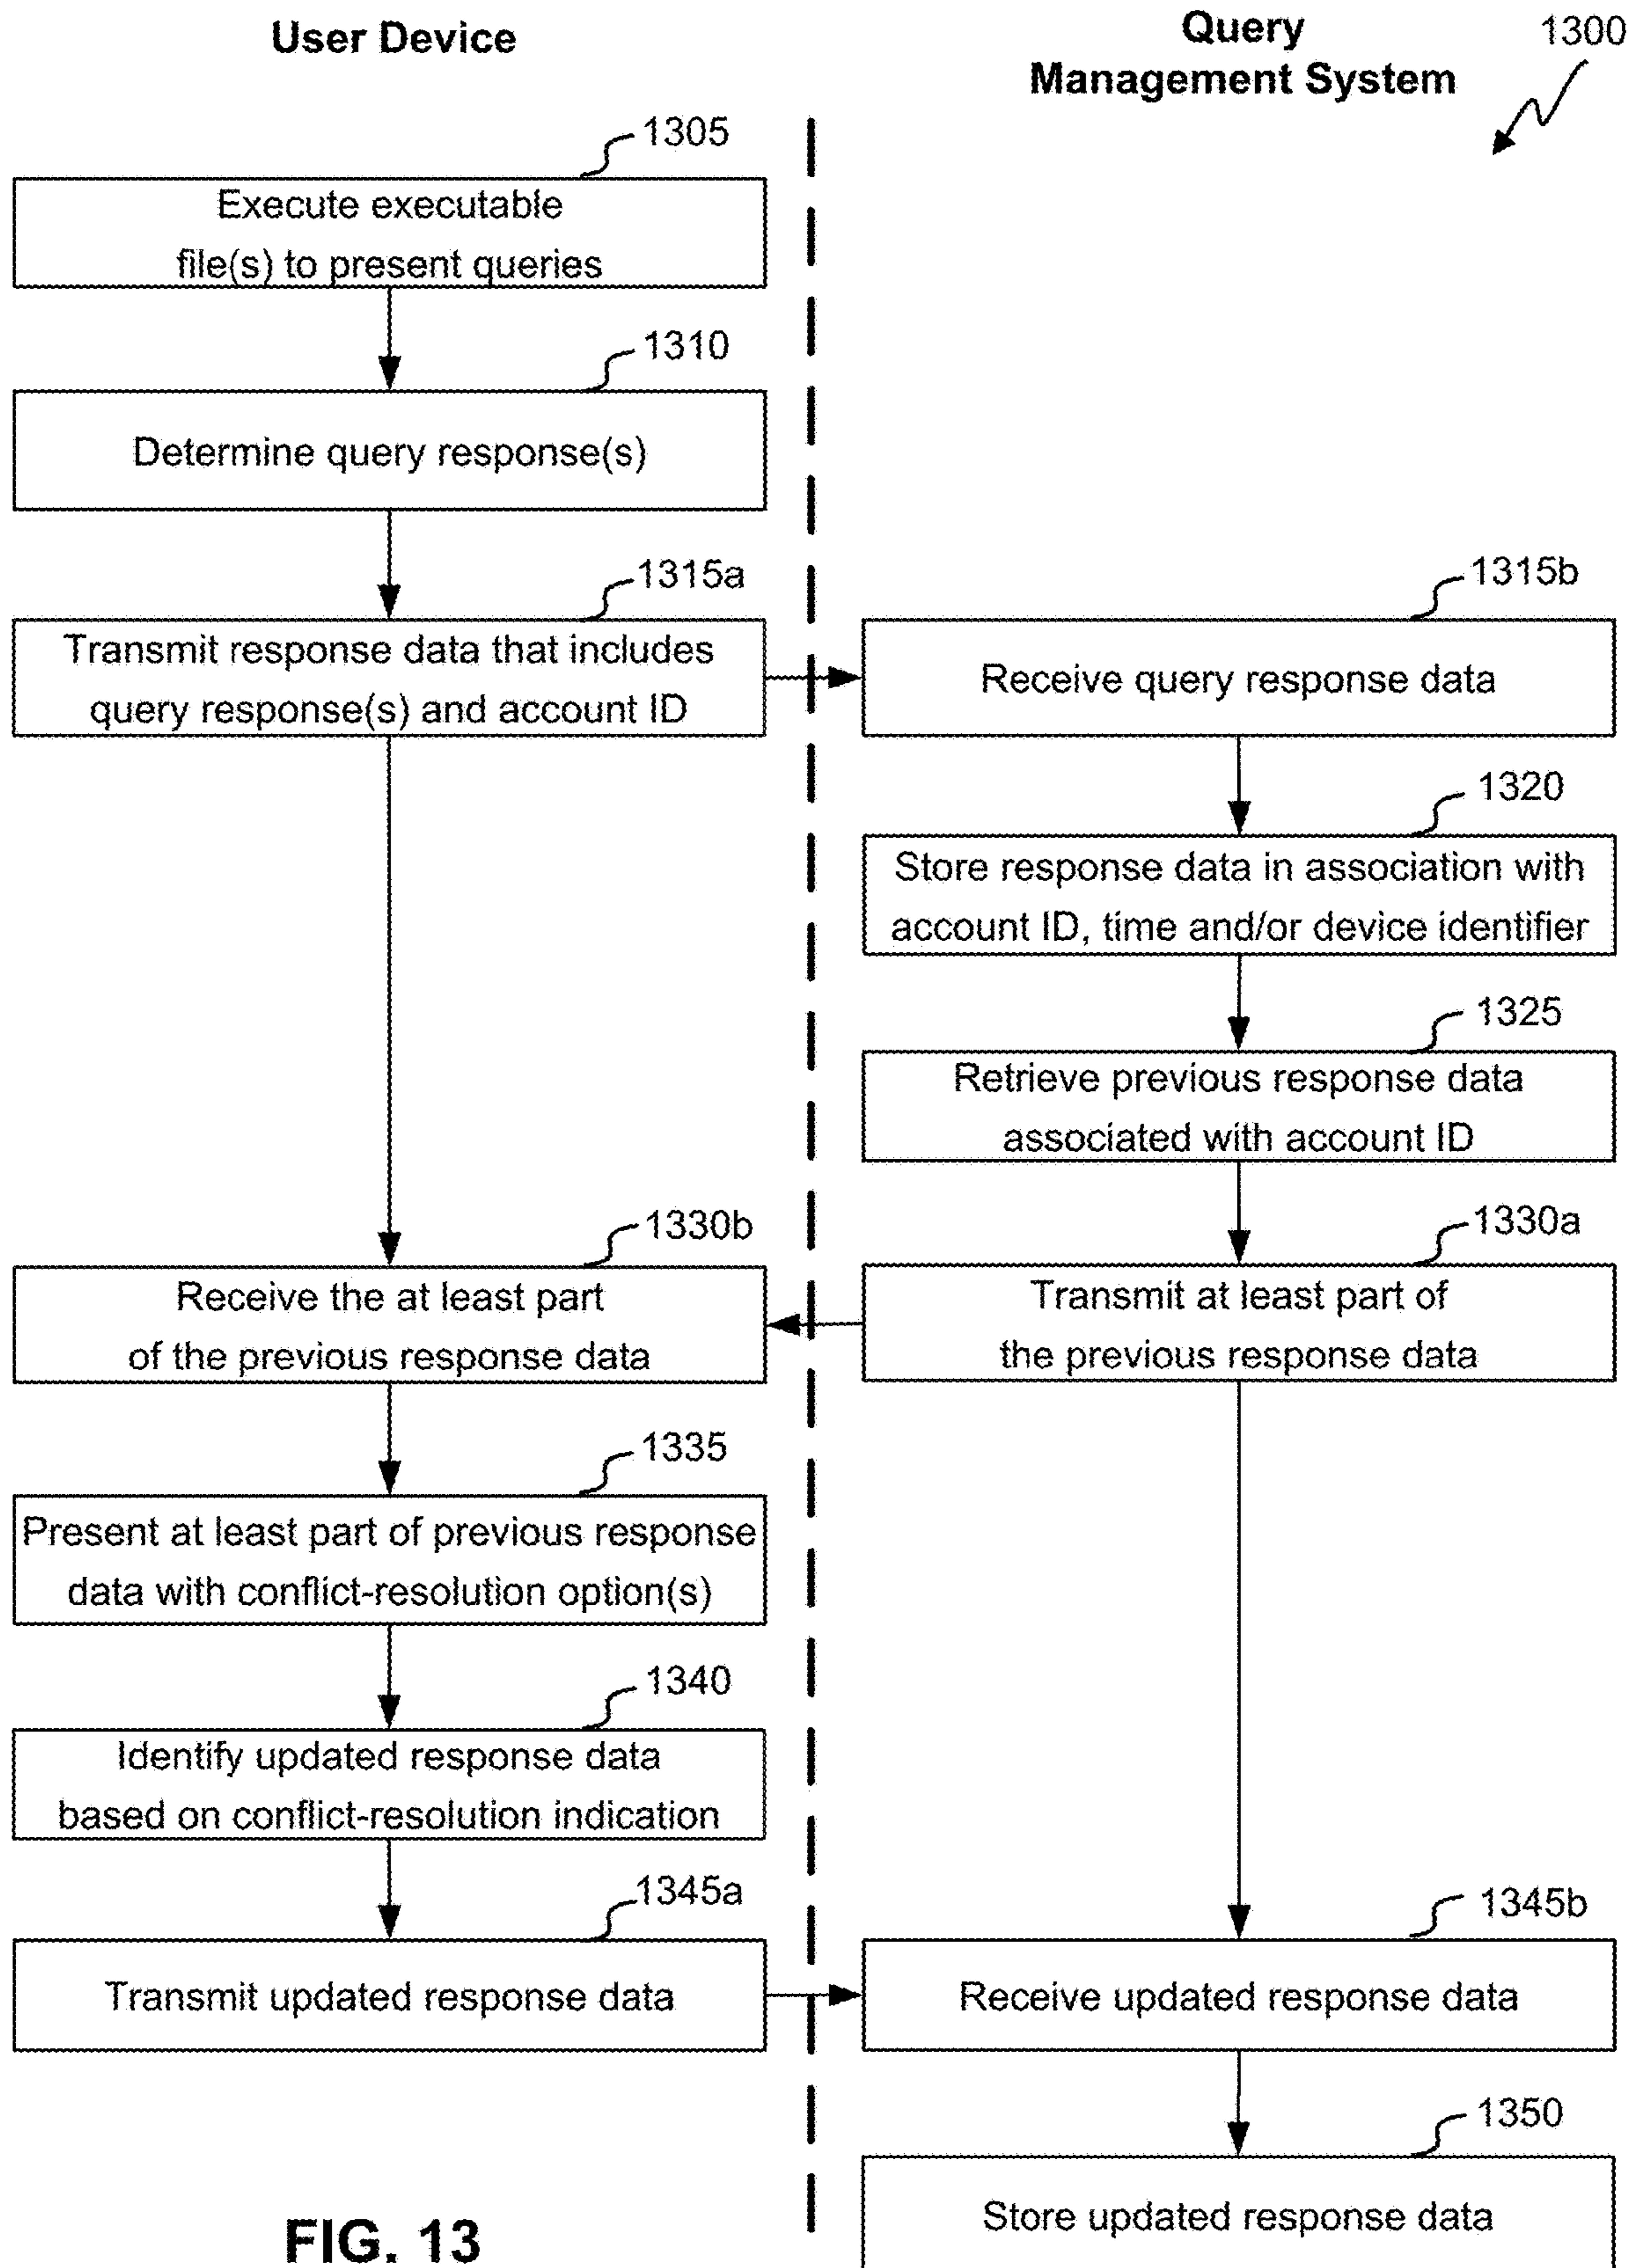 User Device
Query
Management System
1300
1305
Execute executable
file(s) to present queries
1310
Determine query response(s)
1315a
Transmit response data that includes
query response(s) and account ID
1315b
Receive query response data
1320
Store response data in association with
account ID, time and/or device identifier
1325
Retrieve previous response data
associated with account ID
1330b
Receive the at least part
of the previous response data
1330a
Transmit at least part of
the previous response data
1335
Present at least part of previous response
data with conflict-resolution option(s)
1340
Identify updated response data
based on conflict-resolution indication
1345a
Transmit updated response data
1345b
Receive updated response data
1350
Store updated response data
FIG. 13